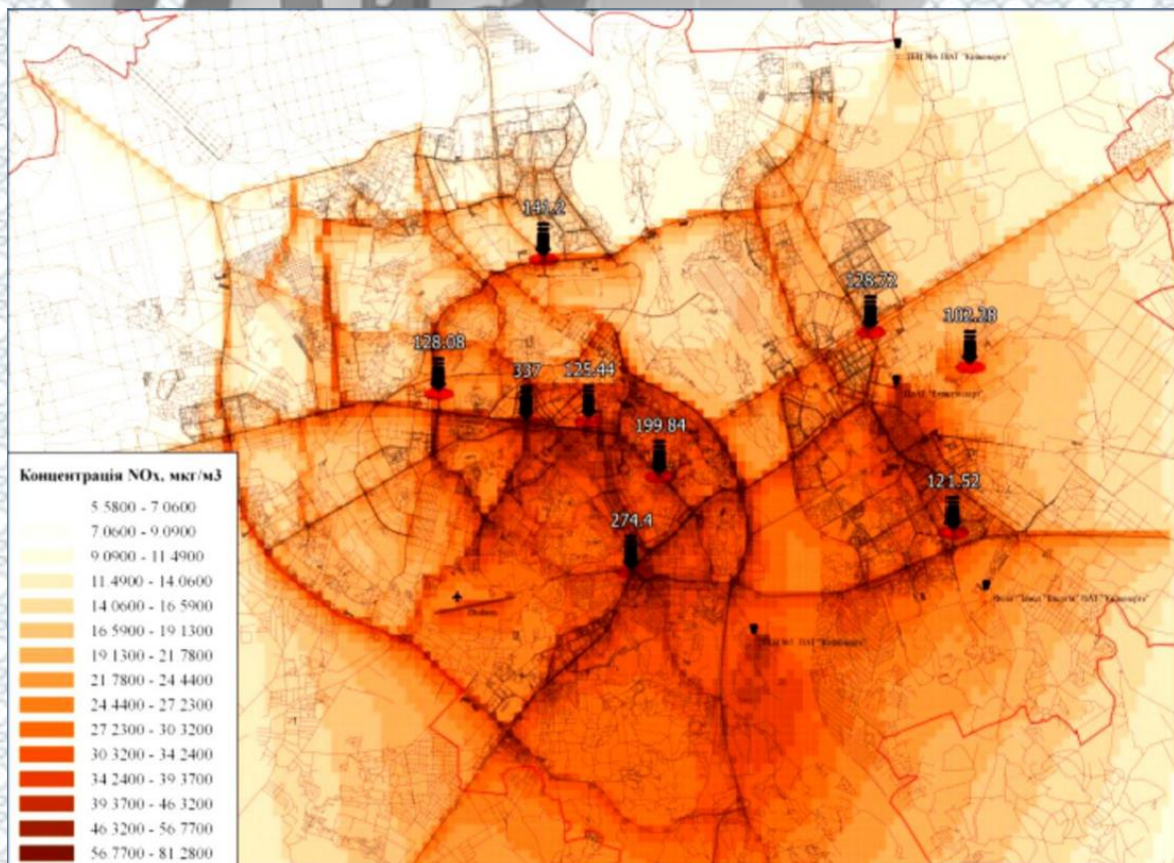 ПАТ "Київенерго"
141.2
128.72
102.28
128.08
337
125.44
199.84
121.52
274.4
Концентрація NOx, мкг/м3
5.5800 - 7.0600
7.0600 - 9.0900
9.0900 - 11.4900
11.4900 - 14.0600
14.0600 - 16.5900
16.5900 - 19.1300
19.1300 - 21.7800
21.7800 - 24.4400
24.4400 - 27.2300
27.2300 - 30.3200
30.3200 - 34.2400
34.2400 - 39.3700
39.3700 - 46.3200
46.3200 - 56.7700
56.7700 - 81.2800